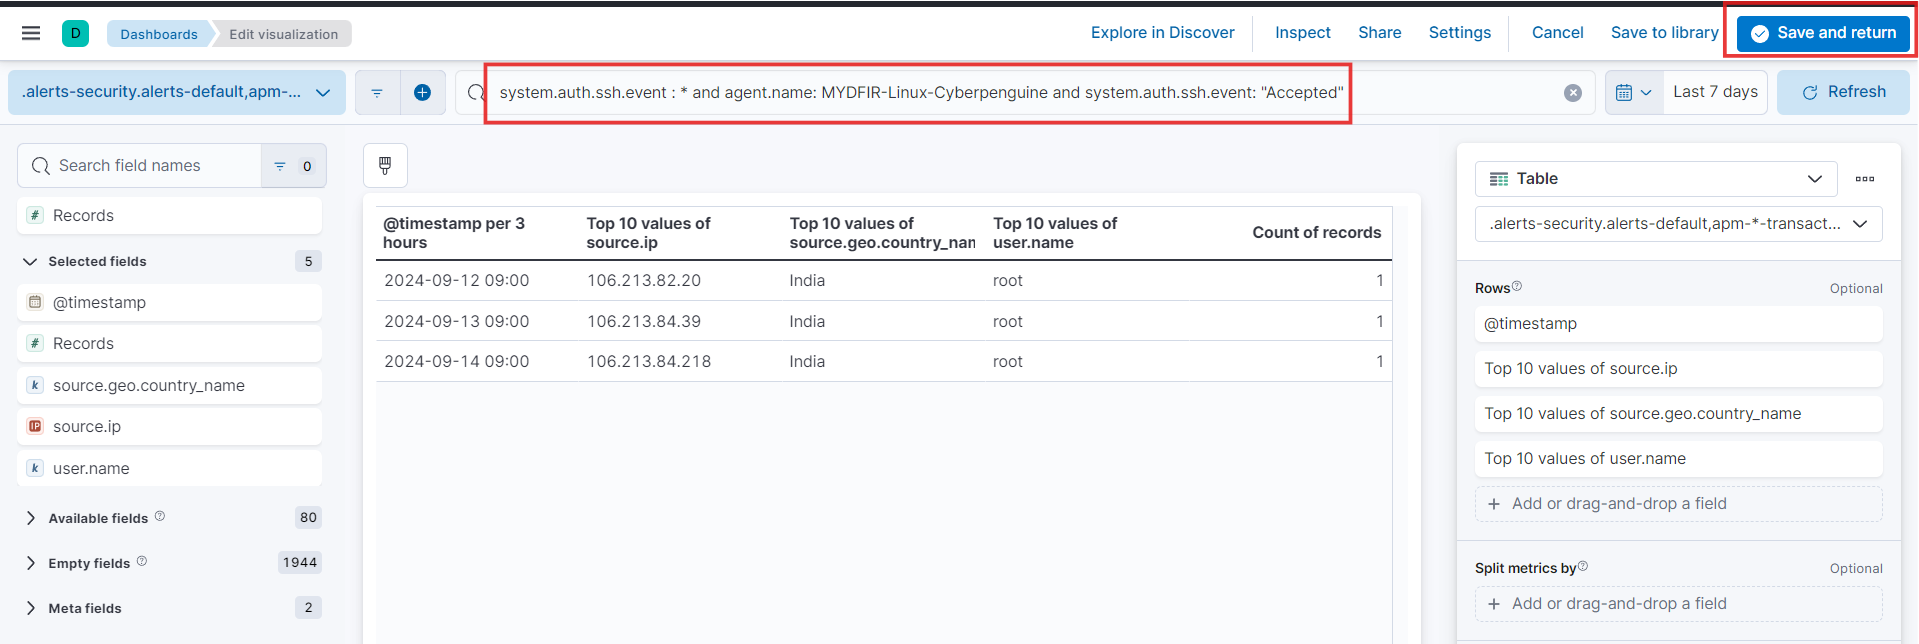 D Dashboards Edit visualization Explore in Discover Inspect Share Settings Cancel Save to library Save and return
.alerts-security.alerts-default,apm-... system.auth.ssh.event : * and agent.name: MYDFIR-Linux-Cyberpenguine and system.auth.ssh.event: "Accepted" Last 7 days Refresh
Search field names 0
Records
Selected fields 5
@timestamp
Records
source.geo.country_name
source.ip
user.name
Available fields 80
Empty fields 1944
Meta fields 2
@timestamp per 3 hours Top 10 values of source.ip Top 10 values of source.geo.country_nam Top 10 values of user.name Count of records
2024-09-12 09:00 106.213.82.20 India root 1
2024-09-13 09:00 106.213.84.39 India root 1
2024-09-14 09:00 106.213.84.218 India root 1
Table
.alerts-security.alerts-default,apm-*-transact...
Rows Optional
@timestamp
Top 10 values of source.ip
Top 10 values of source.geo.country_name
Top 10 values of user.name
Add or drag-and-drop a field
Split metrics by Optional
Add or drag-and-drop a field